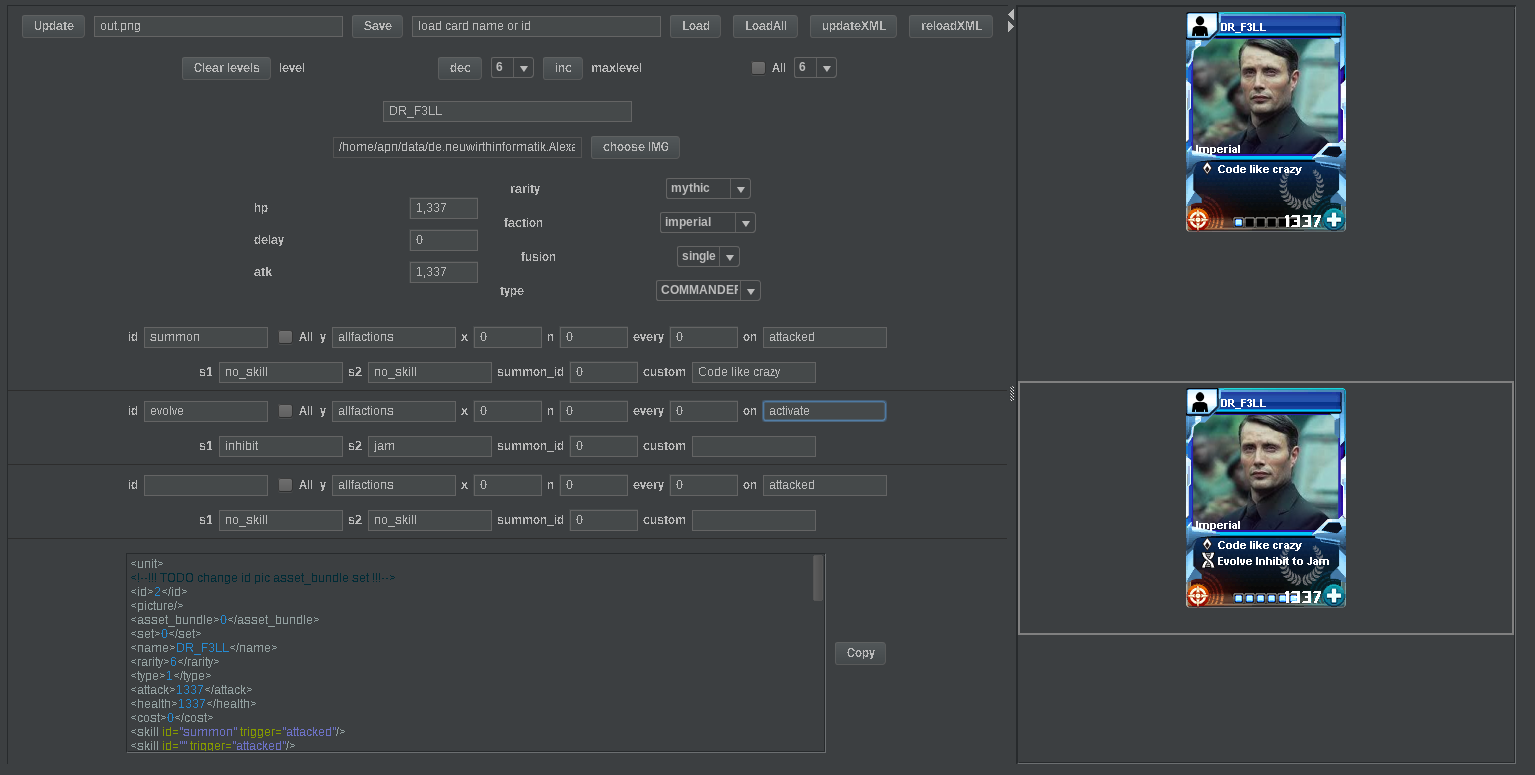 Update out.png Save load card name or id Load LoadAll updateXML reloadXML
Clear levels level dec 6 inc maxlevel All 6
DR_F3LL
/home/apn/data/de.neuwirthinformatik.Alexa choose IMG
rarity mythic
hp 1,337
faction imperial
delay 0
fusion single
atk 1,337
type COMMANDER
id summon All y allfactions x 0 n 0 every 0 on attacked
s1 no_skill s2 no_skill summon_id 0 custom Code like crazy
id evolve All y allfactions x 0 n 0 every 0 on activate
s1 inhibit s2 jam summon_id 0 custom
id All y allfactions x 0 n 0 every 0 on attacked
s1 no_skill s2 no_skill summon_id 0 custom
<unit>
<!--!!! TODO change id pic asset_bundle set !!!-->
<id>2</id>
<picture/>
<asset_bundle>0</asset_bundle>
<set>0</set>
<name>DR_F3LL</name>
<rarity>6</rarity>
<type>1</type>
<attack>1337</attack>
<health>1337</health>
<cost>0</cost>
<skill id="summon" trigger="attacked"/>
<skill id="" trigger="attacked"/>
Copy
DR_F3LL
Imperial
Code like crazy
1337
DR_F3LL
Imperial
Code like crazy
Evolve Inhibit to Jam
1337